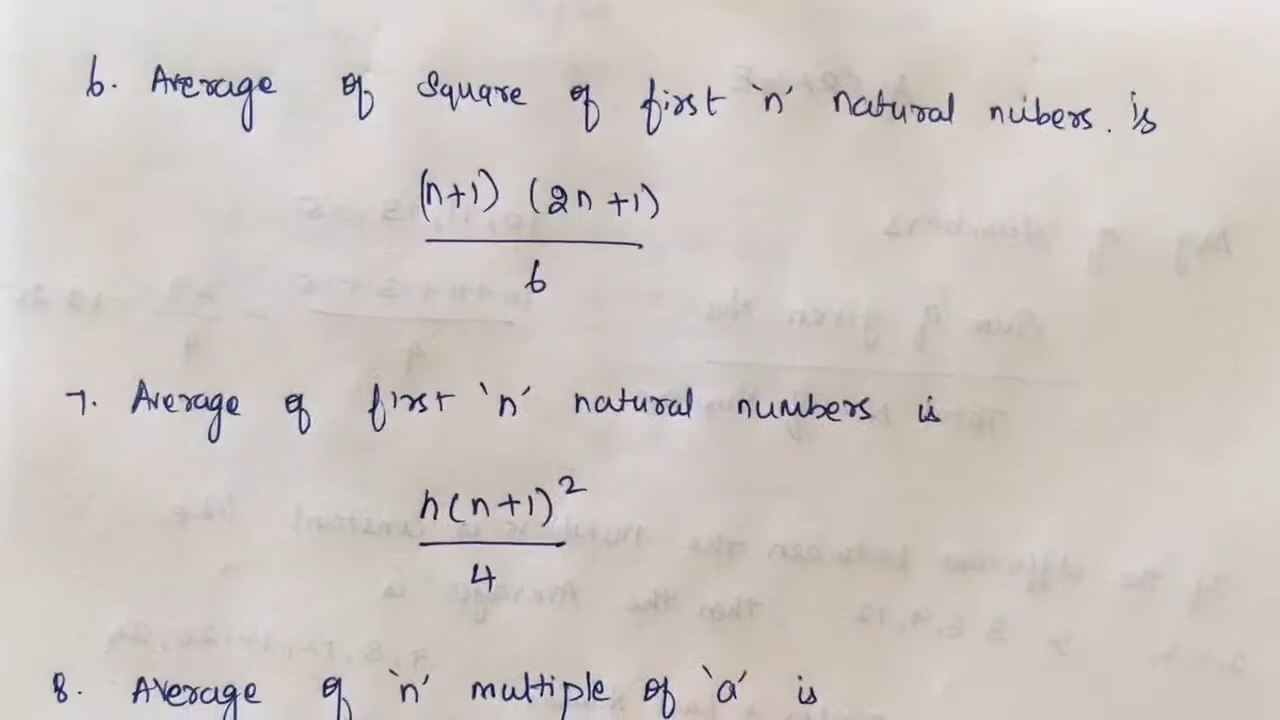 6. Average of Square of first 'n' natural nubers. is
(n+1) (2n+1)
6
7. Average of first 'n' natural numbers is
n(n+1)²
4
8. Average of 'n' multiple of 'a' is